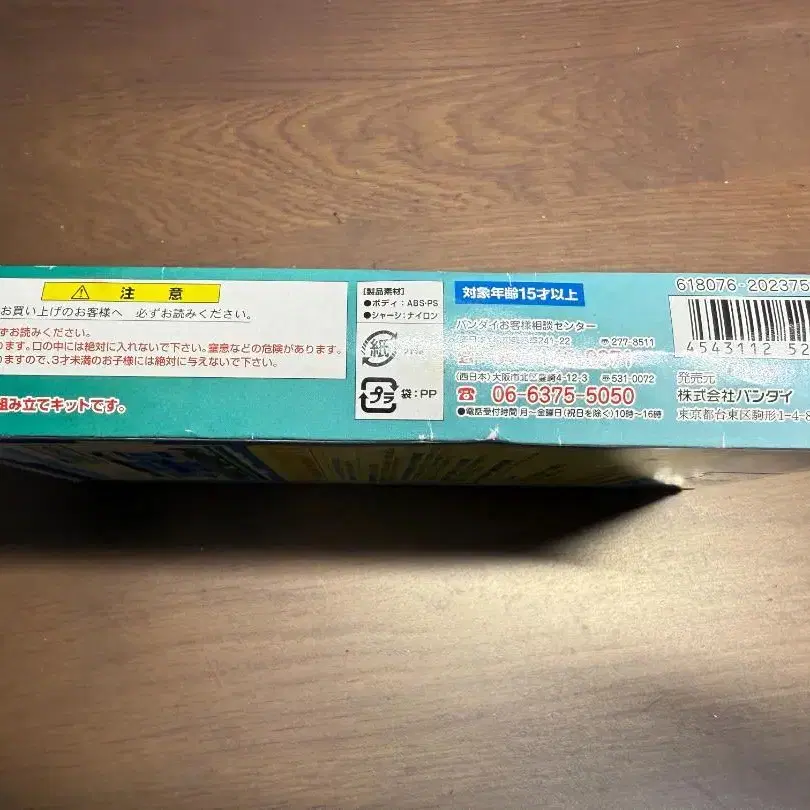 注意
お買い上げのお客様へ 必ずお読みください。
ずお読みください。
ります。口の中には絶対に入れないで下さい。窒息などの危険があります。
ますので、3才未満のお子様には絶対に与えないで下さい。
組み立てキットです。
[製品素材]
●ボディ:ABS・PS
●シャーシ:ナイロン
紙
プラ
袋:PP
対象年齢15才以上
バンダイお客様相談センター
241-22 〒277-8511
(西日本)大阪市北区豊崎4-12-3 〒531-0072
☎ 06-6375-5050
●電話受付時間 月~金曜日(祝日を除く)10時~16時
618076-202375
4543112 52
発売元
株式会社バンダイ
東京都台東区駒形1-4-8